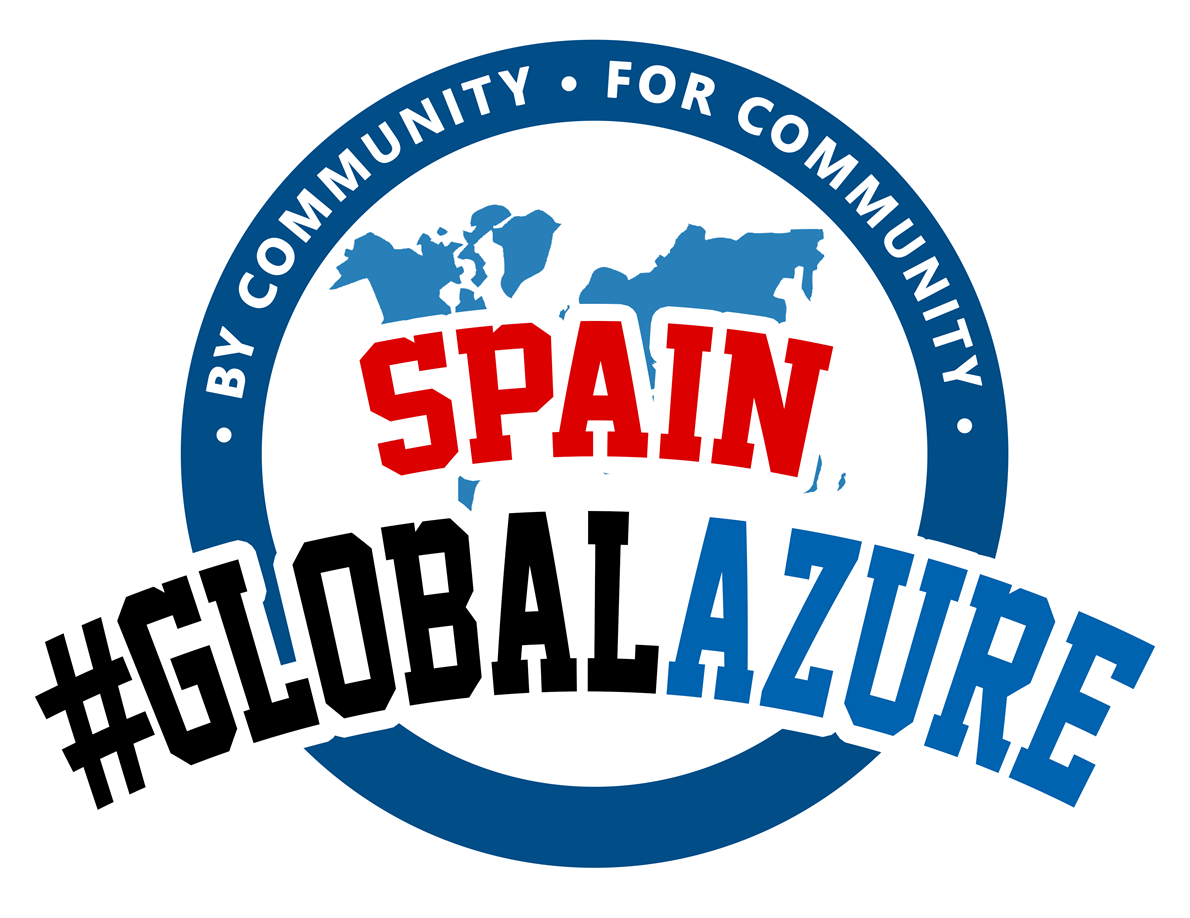 • BY COMMUNITY • FOR COMMUNITY •
SPAIN
#GLOBALAZURE